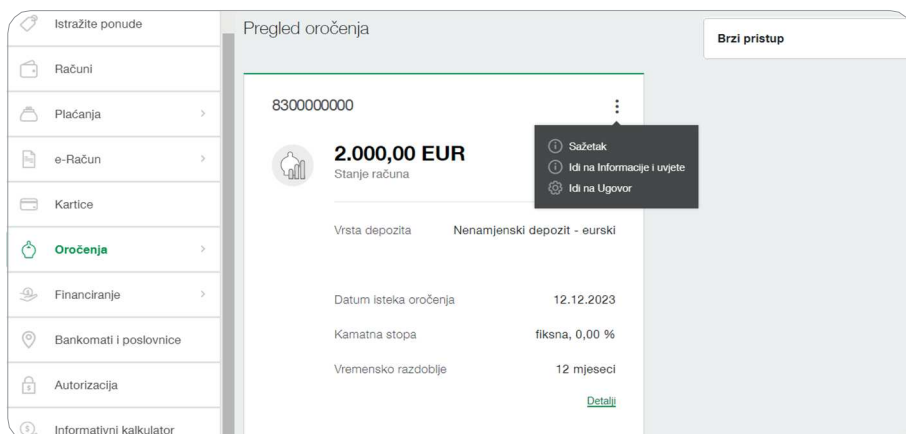 Istražite ponude
Računi
Plaćanja
e-Račun
Kartice
Oročenja
Financiranje
Bankomati i poslovnice
Autorizacija
Informativni kalkulator
Pregled oročenja
8300000000
2.000,00 EUR
Stanje računa
Sažetak
Idi na Informacije i uvjete
Idi na Ugovor
Vrsta depozita Nenamjenski depozit - eurski
Datum isteka oročenja 12.12.2023
Kamatna stopa fiksna, 0,00 %
Vremensko razdoblje 12 mjeseci
Detalji
Brzi pristup